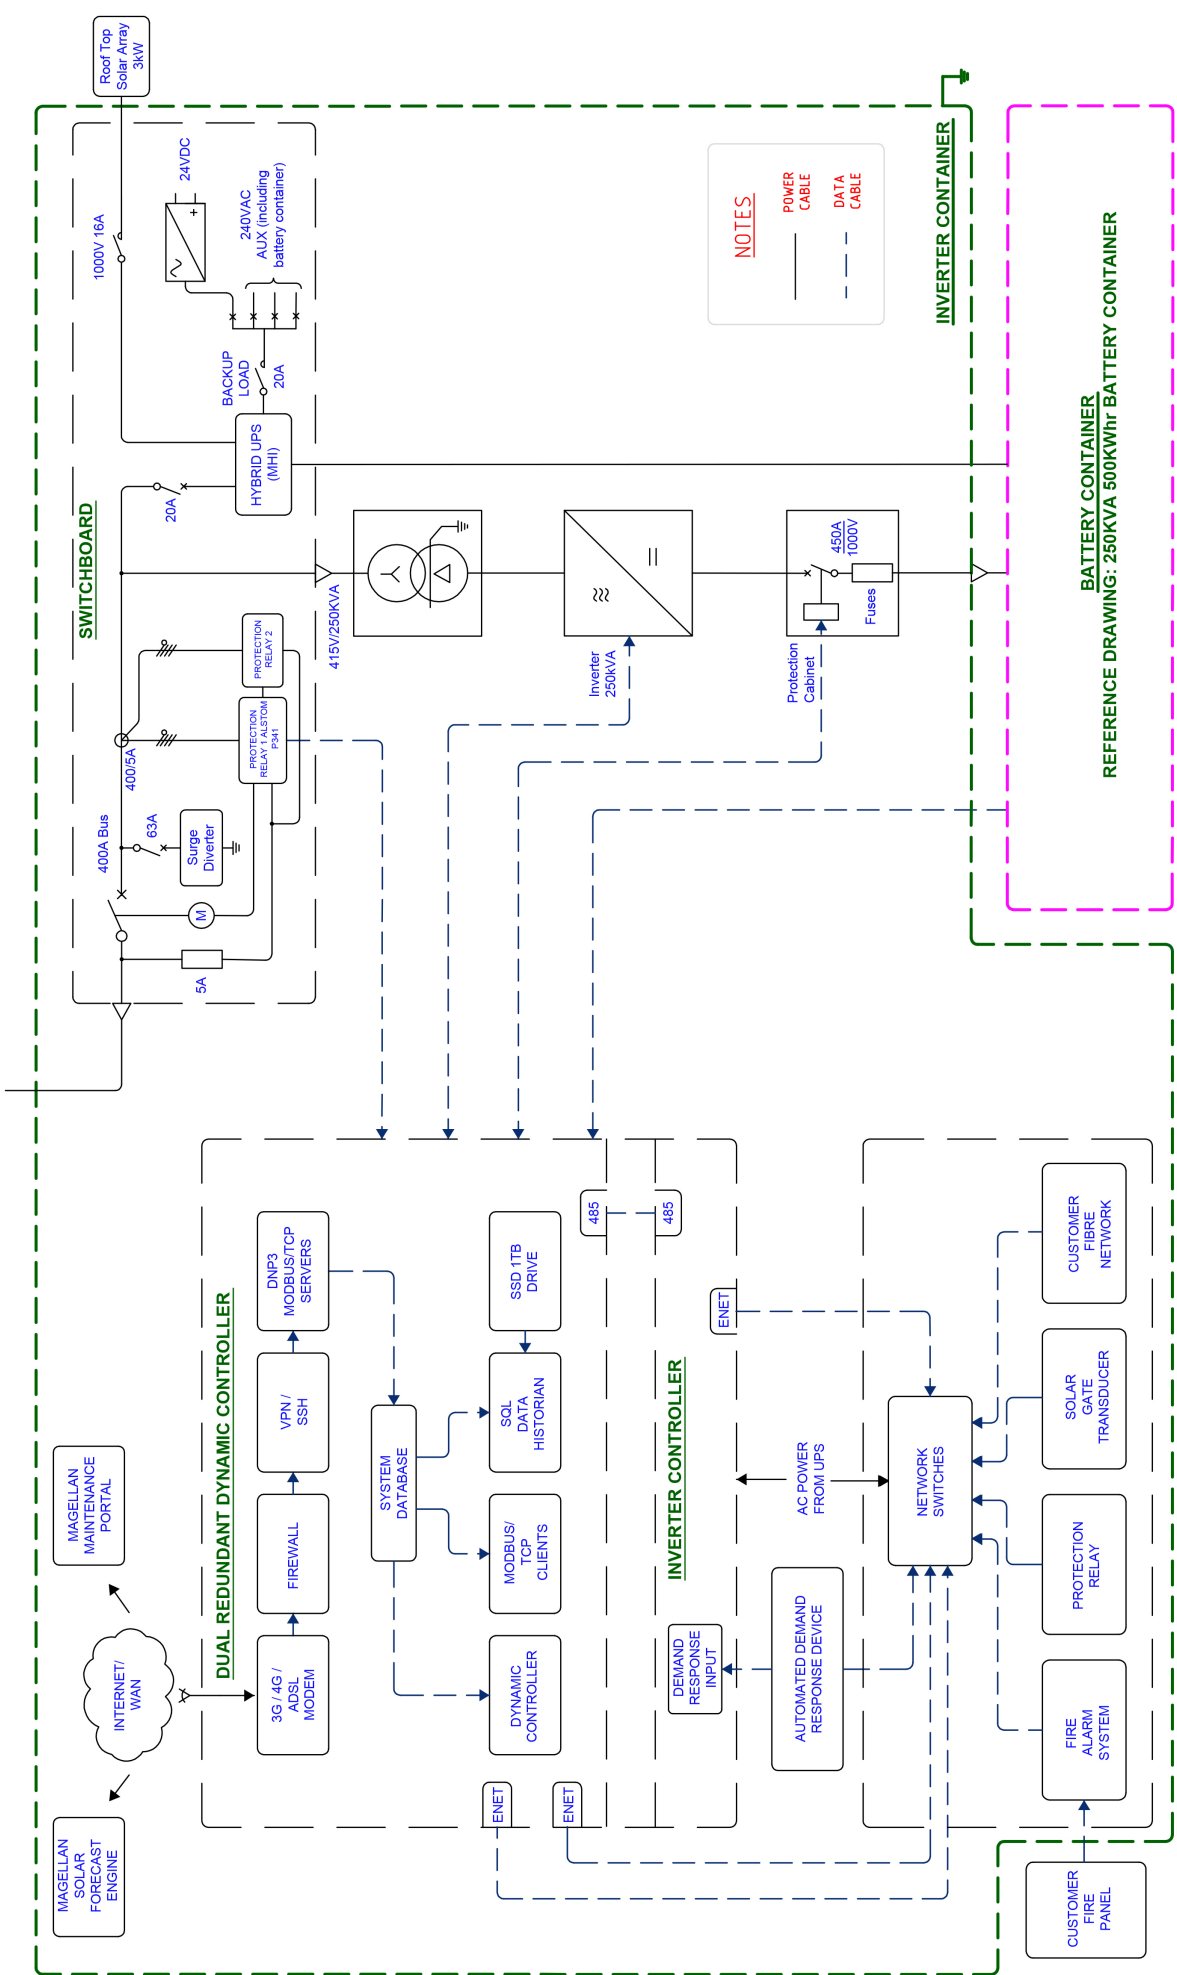 Roof Top
Solar Array
3kW
1000V 16A
24VDC
+
240VAC
AUX (including
battery container)
BACKUP
LOAD
20A
HYBRID UPS
(MHI)
20A
SWITCHBOARD
415V/250KVA
PROTECTION
RELAY 2
PROTECTION
RELAY 1 ALSTOM
P341
400/5A
400A Bus
63A
Surge
Diverter
M
5A
Inverter
250kVA
450A
1000V
Fuses
Protection
Cabinet
NOTES
POWER
CABLE
DATA
CABLE
INVERTER CONTAINER
BATTERY CONTAINER
REFERENCE DRAWING: 250KVA 500KWhr BATTERY CONTAINER
MAGELLAN
SOLAR
FORECAST
ENGINE
INTERNET/
WAN
MAGELLAN
MAINTENANCE
PORTAL
DUAL REDUNDANT DYNAMIC CONTROLLER
3G / 4G /
ADSL
MODEM
FIREWALL
VPN /
SSH
DNP3
MODBUS/TCP
SERVERS
SYSTEM
DATABASE
DYNAMIC
CONTROLLER
MODBUS/
TCP
CLIENTS
SQL
DATA
HISTORIAN
SSD 1TB
DRIVE
ENET
ENET
485
485
INVERTER CONTROLLER
DEMAND
RESPONSE
INPUT
ENET
AUTOMATED DEMAND
RESPONSE DEVICE
AC POWER
FROM UPS
NETWORK
SWITCHES
FIRE
ALARM
SYSTEM
PROTECTION
RELAY
SOLAR
GATE
TRANSDUCER
CUSTOMER
FIBRE
NETWORK
CUSTOMER
FIRE
PANEL